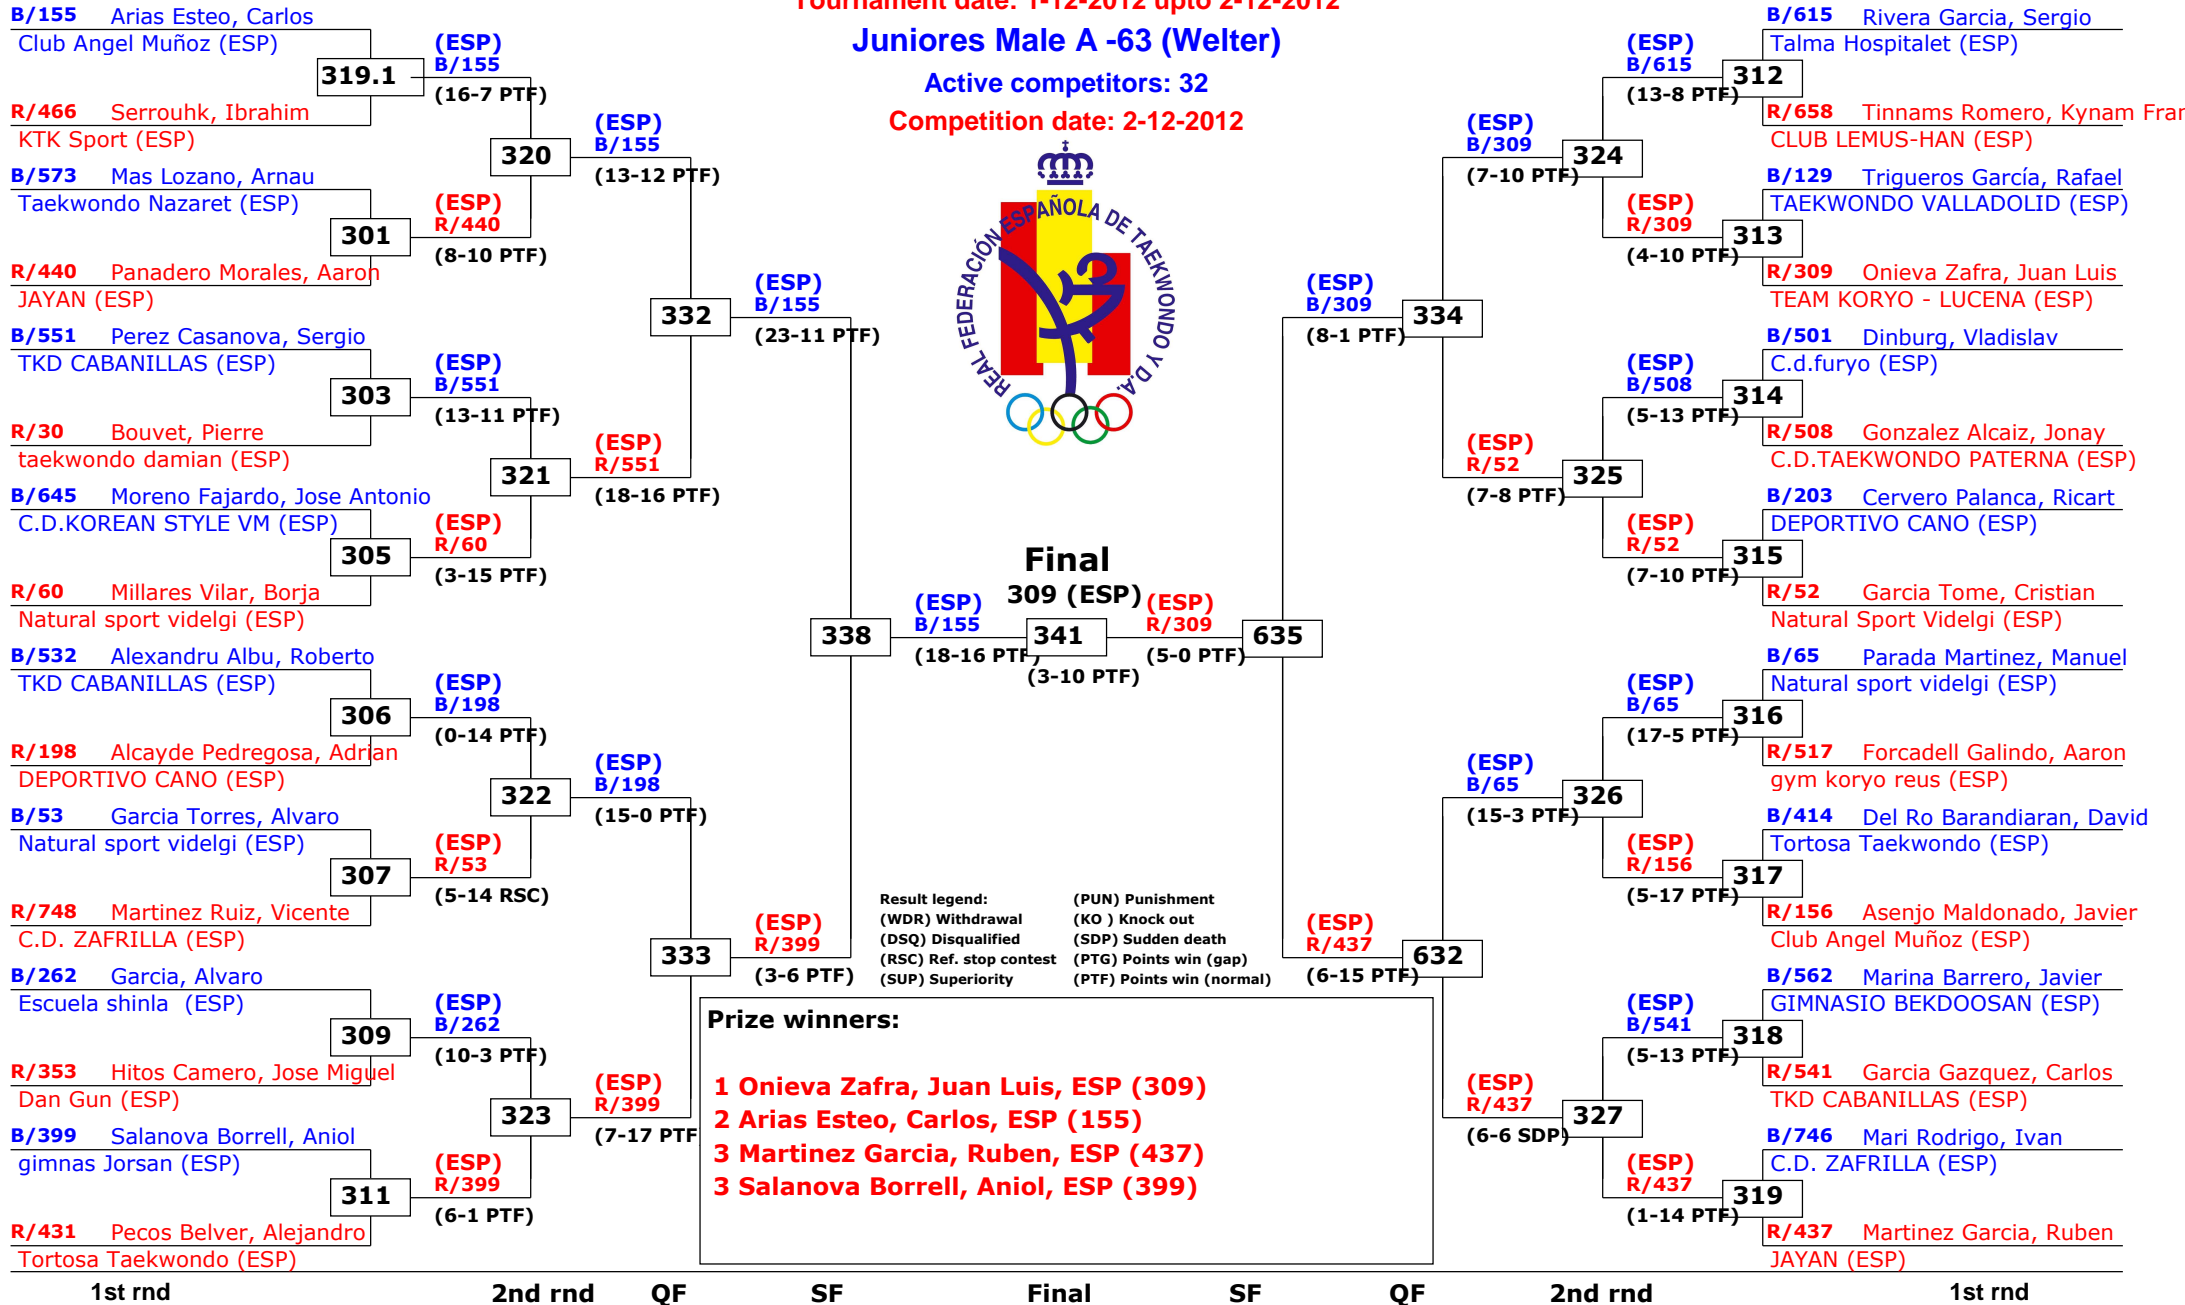 Tournament date: 1-12-2012 upto 2-12-2012
Juniores Male A -63 (Welter)
Active competitors: 32
Competition date: 2-12-2012
REAL FEDERACIÓN ESPAÑOLA DE TAEKWONDO Y D.A.
B/155 Arias Esteo, Carlos
Club Angel Muñoz (ESP)
319.1
R/466 Serrouhk, Ibrahim
KTK Sport (ESP)
B/573 Mas Lozano, Arnau
Taekwondo Nazaret (ESP)
301
R/440 Panadero Morales, Aaron
JAYAN (ESP)
B/551 Perez Casanova, Sergio
TKD CABANILLAS (ESP)
303
R/30 Bouvet, Pierre
taekwondo damian (ESP)
B/645 Moreno Fajardo, Jose Antonio
C.D.KOREAN STYLE VM (ESP)
305
R/60 Millares Vilar, Borja
Natural sport videlgi (ESP)
B/532 Alexandru Albu, Roberto
TKD CABANILLAS (ESP)
306
R/198 Alcayde Pedregosa, Adrian
DEPORTIVO CANO (ESP)
B/53 Garcia Torres, Alvaro
Natural sport videlgi (ESP)
307
R/748 Martinez Ruiz, Vicente
C.D. ZAFRILLA (ESP)
B/262 Garcia, Alvaro
Escuela shinla (ESP)
309
R/353 Hitos Camero, Jose Miguel
Dan Gun (ESP)
B/399 Salanova Borrell, Aniol
gimnas Jorsan (ESP)
311
R/431 Pecos Belver, Alejandro
Tortosa Taekwondo (ESP)
(ESP)
B/155
(16-7 PTF)
320
(ESP)
R/440
(8-10 PTF)
(ESP)
B/551
(13-11 PTF)
321
(ESP)
R/60
(3-15 PTF)
(ESP)
B/198
(0-14 PTF)
322
(ESP)
R/53
(5-14 RSC)
(ESP)
B/262
(10-3 PTF)
323
(ESP)
R/399
(6-1 PTF)
(ESP)
B/155
(13-12 PTF)
332
(ESP)
R/551
(18-16 PTF)
(ESP)
B/198
(15-0 PTF)
333
(ESP)
R/399
(7-17 PTF
(ESP)
B/155
(23-11 PTF)
338
(ESP)
R/399
(3-6 PTF)
Final
309 (ESP)
(ESP)
B/155
(18-16 PTF)
341
(3-10 PTF)
(ESP)
R/309
(5-0 PTF)
635
(ESP)
B/309
(8-1 PTF)
334
(ESP)
R/437
(6-15 PTF)
632
(ESP)
B/309
(7-10 PTF)
324
(ESP)
R/52
(7-8 PTF)
325
(ESP)
B/65
(15-3 PTF)
326
(ESP)
R/437
(6-6 SDP)
327
(ESP)
B/615
(13-8 PTF)
312
(ESP)
R/309
(4-10 PTF)
313
(ESP)
B/508
(5-13 PTF)
314
(ESP)
R/52
(7-10 PTF)
315
(ESP)
B/65
(17-5 PTF)
316
(ESP)
R/156
(5-17 PTF)
317
(ESP)
B/541
(5-13 PTF)
318
(ESP)
R/437
(1-14 PTF)
319
B/615 Rivera Garcia, Sergio
Talma Hospitalet (ESP)
R/658 Tinnams Romero, Kynam Fran
CLUB LEMUS-HAN (ESP)
B/129 Trigueros García, Rafael
TAEKWONDO VALLADOLID (ESP)
R/309 Onieva Zafra, Juan Luis
TEAM KORYO - LUCENA (ESP)
B/501 Dinburg, Vladislav
C.d.furyo (ESP)
R/508 Gonzalez Alcaiz, Jonay
C.D.TAEKWONDO PATERNA (ESP)
B/203 Cervero Palanca, Ricart
DEPORTIVO CANO (ESP)
R/52 Garcia Tome, Cristian
Natural Sport Videlgi (ESP)
B/65 Parada Martinez, Manuel
Natural sport videlgi (ESP)
R/517 Forcadell Galindo, Aaron
gym koryo reus (ESP)
B/414 Del Ro Barandiaran, David
Tortosa Taekwondo (ESP)
R/156 Asenjo Maldonado, Javier
Club Angel Muñoz (ESP)
B/562 Marina Barrero, Javier
GIMNASIO BEKDOOSAN (ESP)
R/541 Garcia Gazquez, Carlos
TKD CABANILLAS (ESP)
B/746 Mari Rodrigo, Ivan
C.D. ZAFRILLA (ESP)
R/437 Martinez Garcia, Ruben
JAYAN (ESP)
Result legend: (PUN) Punishment
(WDR) Withdrawal (KO ) Knock out
(DSQ) Disqualified (SDP) Sudden death
(RSC) Ref. stop contest (PTG) Points win (gap)
(SUP) Superiority (PTF) Points win (normal)
Prize winners:
1 Onieva Zafra, Juan Luis, ESP (309)
2 Arias Esteo, Carlos, ESP (155)
3 Martinez Garcia, Ruben, ESP (437)
3 Salanova Borrell, Aniol, ESP (399)
1st rnd 2nd rnd QF SF Final SF QF 2nd rnd 1st rnd